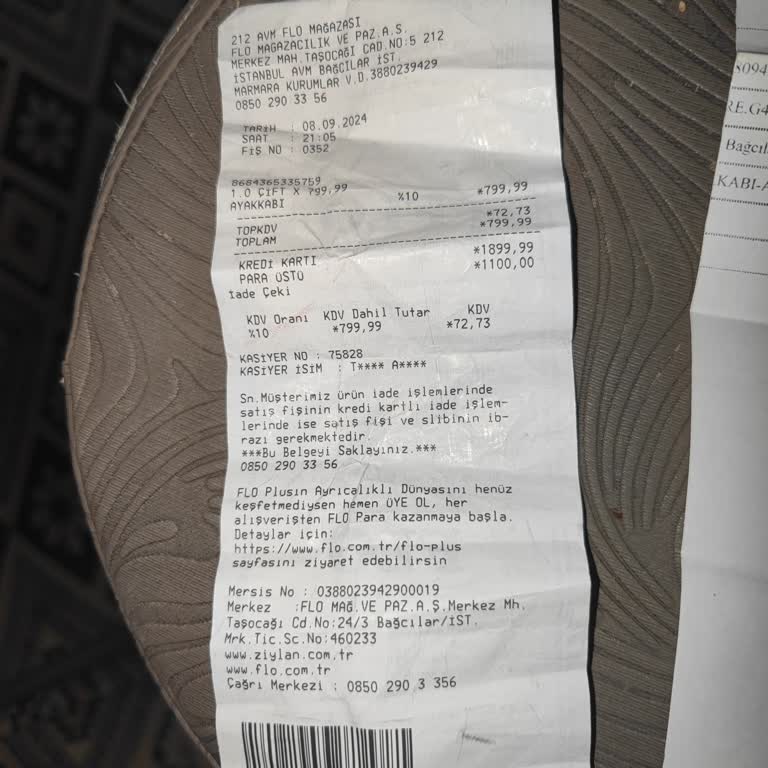 212 AVM FLO MAĞAZASI
FLO MAGAZACILIK VE PAZ.A.S.
MERKEZ MAH.TAŞOCAĞI CAD.NO:5 212
İSTANBUL AVM BAĞCILAR İST.
MARMARA KURUMLAR V.D.3880239429
0850 290 33 56
TARİH : 08.09.2024
SAAT : 21:05
FİŞ NO : 0352
8684365335759
1.0 ÇİFT X 799,99
AYAKKABI %10 *799,99
TOPKDV *72,73
TOPLAM *799,99
KREDİ KARTI *1899,99
PARA ÜSTÜ *1100,00
İade Çeki
KDV Oranı KDV Dahil Tutar KDV
%10 *799,99 *72,73
KASİYER NO : 75828
KASİYER İSİM : T**** A****
Sn.Müşterimiz ürün iade işlemlerinde
satış fişinin kredi kartlı iade işlem-
lerinde ise satış fişi ve slibinin ib-
razı gerekmektedir.
***Bu Belgeyi Saklayınız.***
0850 290 33 56
FLO Plusın Ayrıcalıklı Dünyasını henüz
keşfetmediysen hemen ÜYE OL, her
alışverişten FLO Para kazanmaya başla.
Detaylar için:
https://www.flo.com.tr/flo-plus
sayfasını ziyaret edebilirsin
Mersis No : 0388023942900019
Merkez :FLO MAĞ.VE PAZ.A.Ş.Merkez Mh.
Taşocağı Cd.No:24/3 Bağcılar/İST.
Mrk.Tic.Sc.No:460233
www.ziylan.com.tr
www.flo.com.tr
Çağrı Merkezi : 0850 290 3 356
8094
RE.G4
Bağcıl
KABI-A